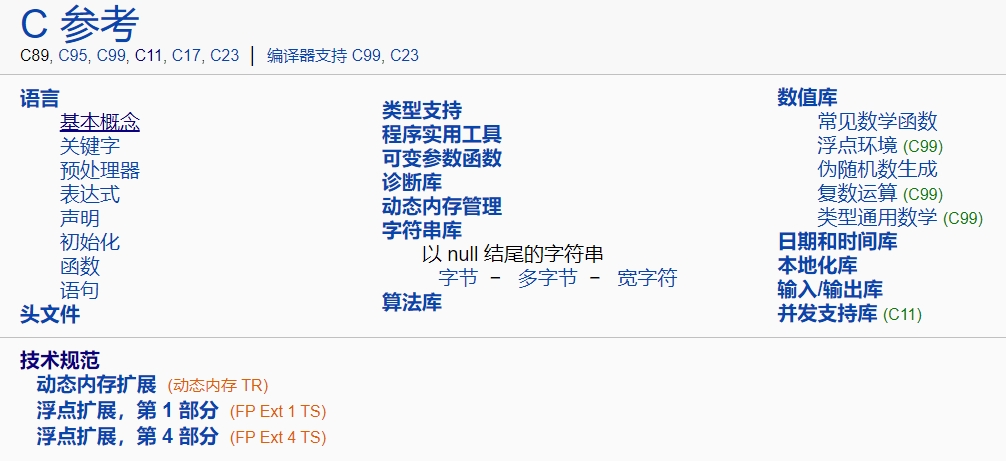 C 参考
C89, C95, C99, C11, C17, C23 │ 编译器支持 C99, C23
语言
基本概念
关键字
预处理器
表达式
声明
初始化
函数
语句
头文件
类型支持
程序实用工具
可变参数函数
诊断库
动态内存管理
字符串库
以 null 结尾的字符串
字节 − 多字节 − 宽字符
算法库
数值库
常见数学函数
浮点环境 (C99)
伪随机数生成
复数运算 (C99)
类型通用数学 (C99)
日期和时间库
本地化库
输入/输出库
并发支持库 (C11)
技术规范
动态内存扩展 (动态内存 TR)
浮点扩展，第 1 部分 (FP Ext 1 TS)
浮点扩展，第 4 部分 (FP Ext 4 TS)